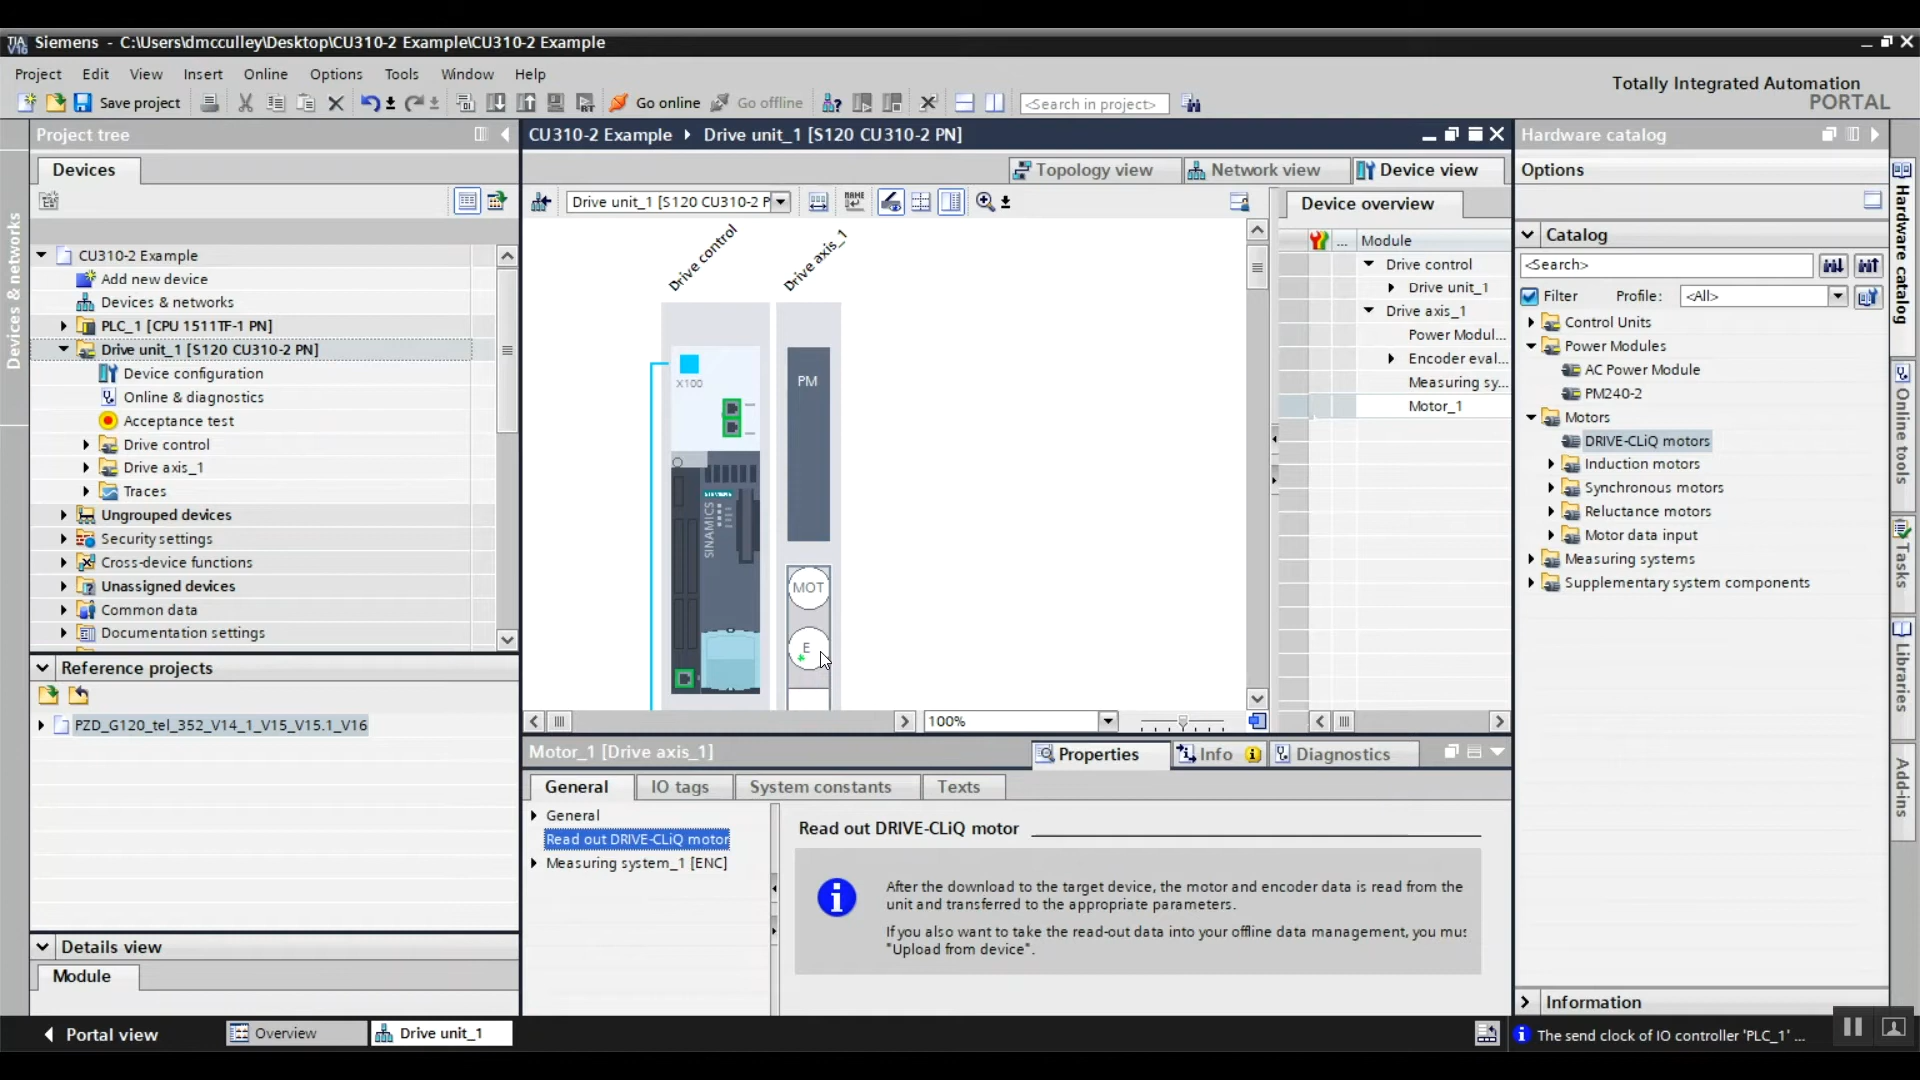 TIA V16 Siemens - C:\Users\dmcculley\Desktop\CU310-2 Example\CU310-2 Example
Project Edit View Insert Online Options Tools Window Help
Totally Integrated Automation
PORTAL
Save project
Go online
Go offline
<Search in project>
Project tree
Devices
Devices & networks
CU310-2 Example
Add new device
Devices & networks
PLC_1 [CPU 1511TF-1 PN]
Drive unit_1 [S120 CU310-2 PN]
Device configuration
Online & diagnostics
Acceptance test
Drive control
Drive axis_1
Traces
Ungrouped devices
Security settings
Cross-device functions
Unassigned devices
Common data
Documentation settings
Reference projects
PZD_G120_tel_352_V14_1_V15_V15.1_V16
Details view
Module
CU310-2 Example
Drive unit_1 [S120 CU310-2 PN]
Topology view
Network view
Device view
Drive unit_1 [S120 CU310-2 P
NAME
Drive control
Drive axis_1
X100
PM
SIEMENS
SINAMICS
MOT
E
100%
Device overview
... Module
Drive control
Drive unit_1
Drive axis_1
Power Modul...
Encoder eval...
Measuring sy...
Motor_1
Motor_1 [Drive axis_1]
Properties
Info
Diagnostics
General
IO tags
System constants
Texts
General
Read out DRIVE-CLiQ motor
Measuring system_1 [ENC]
Read out DRIVE-CLiQ motor
After the download to the target device, the motor and encoder data is read from the
unit and transferred to the appropriate parameters.
If you also want to take the read-out data into your offline data management, you mus
"Upload from device".
Hardware catalog
Options
Catalog
<Search>
Filter
Profile:
<All>
Control Units
Power Modules
AC Power Module
PM240-2
Motors
DRIVE-CLiQ motors
Induction motors
Synchronous motors
Reluctance motors
Motor data input
Measuring systems
Supplementary system components
Information
Hardware catalog
Online tools
Tasks
Libraries
Add-ins
Portal view
Overview
Drive unit_1
The send clock of IO controller 'PLC_1' ...